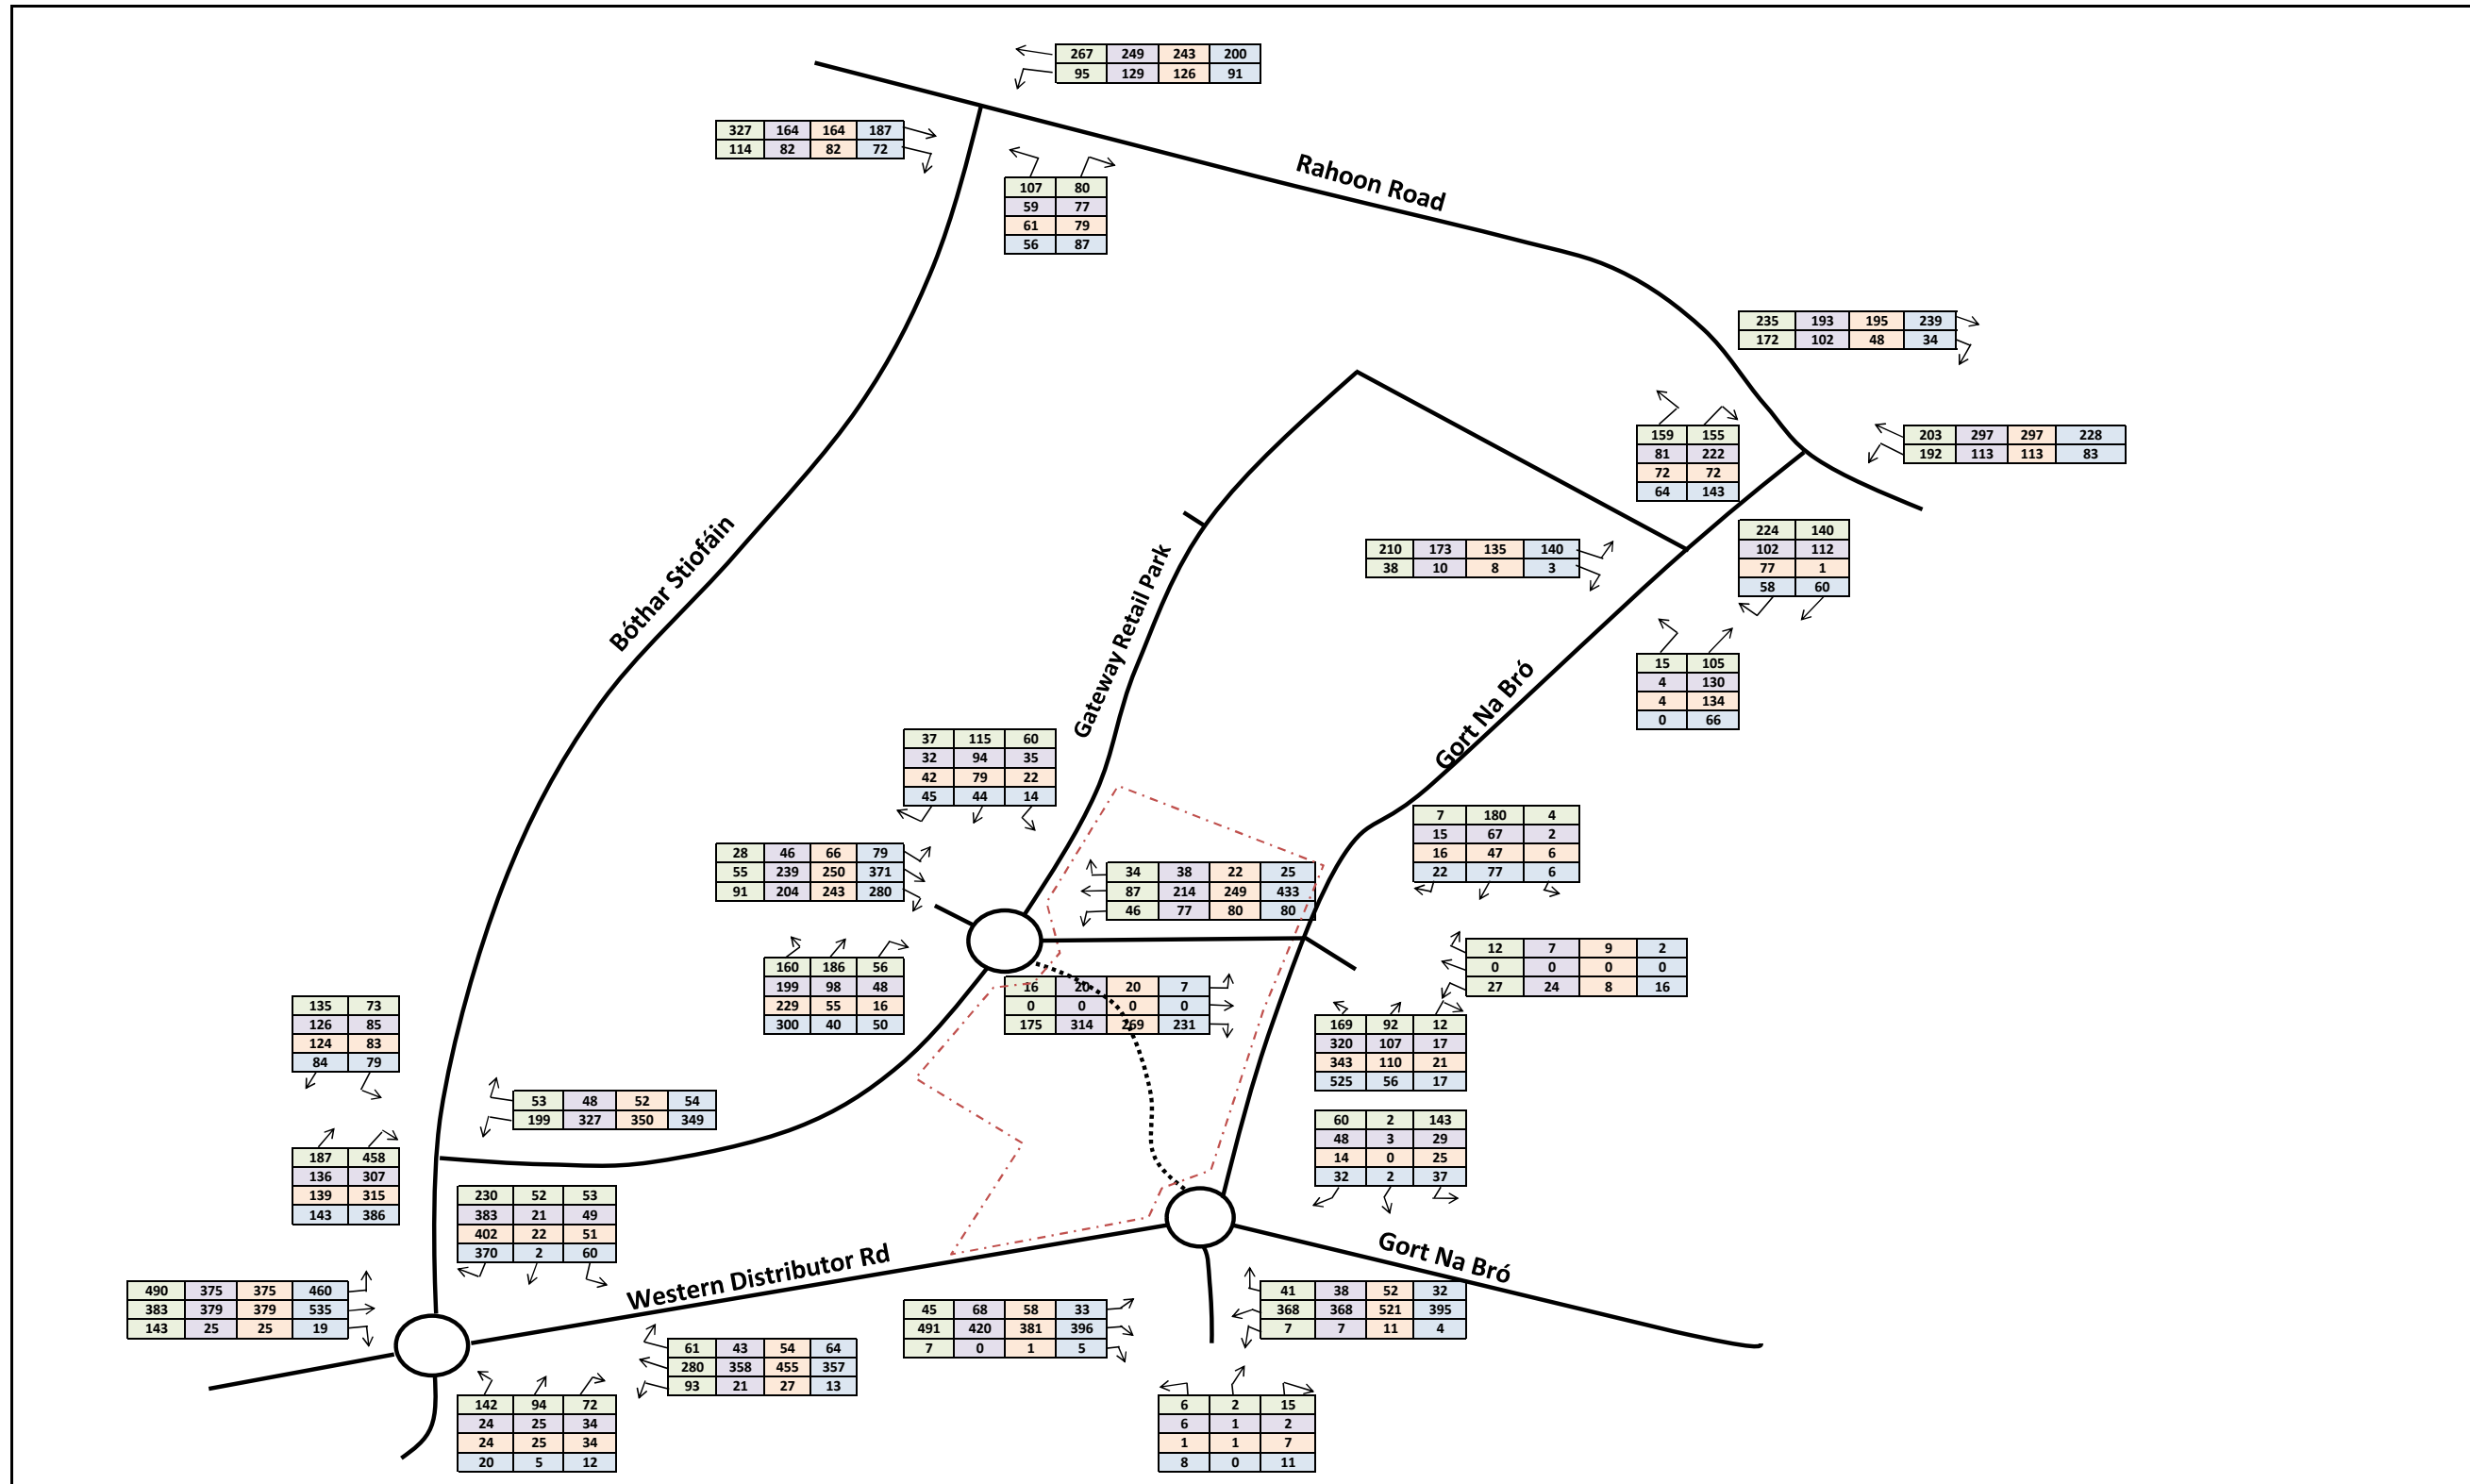 267 249 243 200
95 129 126 91
327 164 164 187
114 82 82 72
107 80
59 77
61 79
56 87
Rahoon Road
235 193 195 239
172 102 48 34
159 155
81 222
72 72
64 143
203 297 297 228
192 113 113 83
224 140
102 112
77 1
58 60
210 173 135 140
38 10 8 3
Bóthar Stiofáin
Gateway Retail Park
15 105
4 130
4 134
0 66
Gort Na Bró
37 115 60
32 94 35
42 79 22
45 44 14
7 180 4
15 67 2
16 47 6
22 77 6
28 46 66 79
55 239 250 371
91 204 243 280
34 38 22 25
87 214 249 433
46 77 80 80
12 7 9 2
0 0 0 0
27 24 8 16
160 186 56
199 98 48
229 55 16
300 40 50
16 20 20 7
0 0 0 0
175 314 269 231
169 92 12
320 107 17
343 110 21
525 56 17
135 73
126 85
124 83
84 79
53 48 52 54
199 327 350 349
60 2 143
48 3 29
14 0 25
32 2 37
187 458
136 307
139 315
143 386
230 52 53
383 21 49
402 22 51
370 2 60
Western Distributor Rd
Gort Na Bró
490 375 375 460
383 379 379 535
143 25 25 19
45 68 58 33
491 420 381 396
7 0 1 5
41 38 52 32
368 368 521 395
7 7 11 4
61 43 54 64
280 358 455 357
93 21 27 13
142 94 72
24 25 34
24 25 34
20 5 12
6 2 15
6 1 2
1 1 7
8 0 11